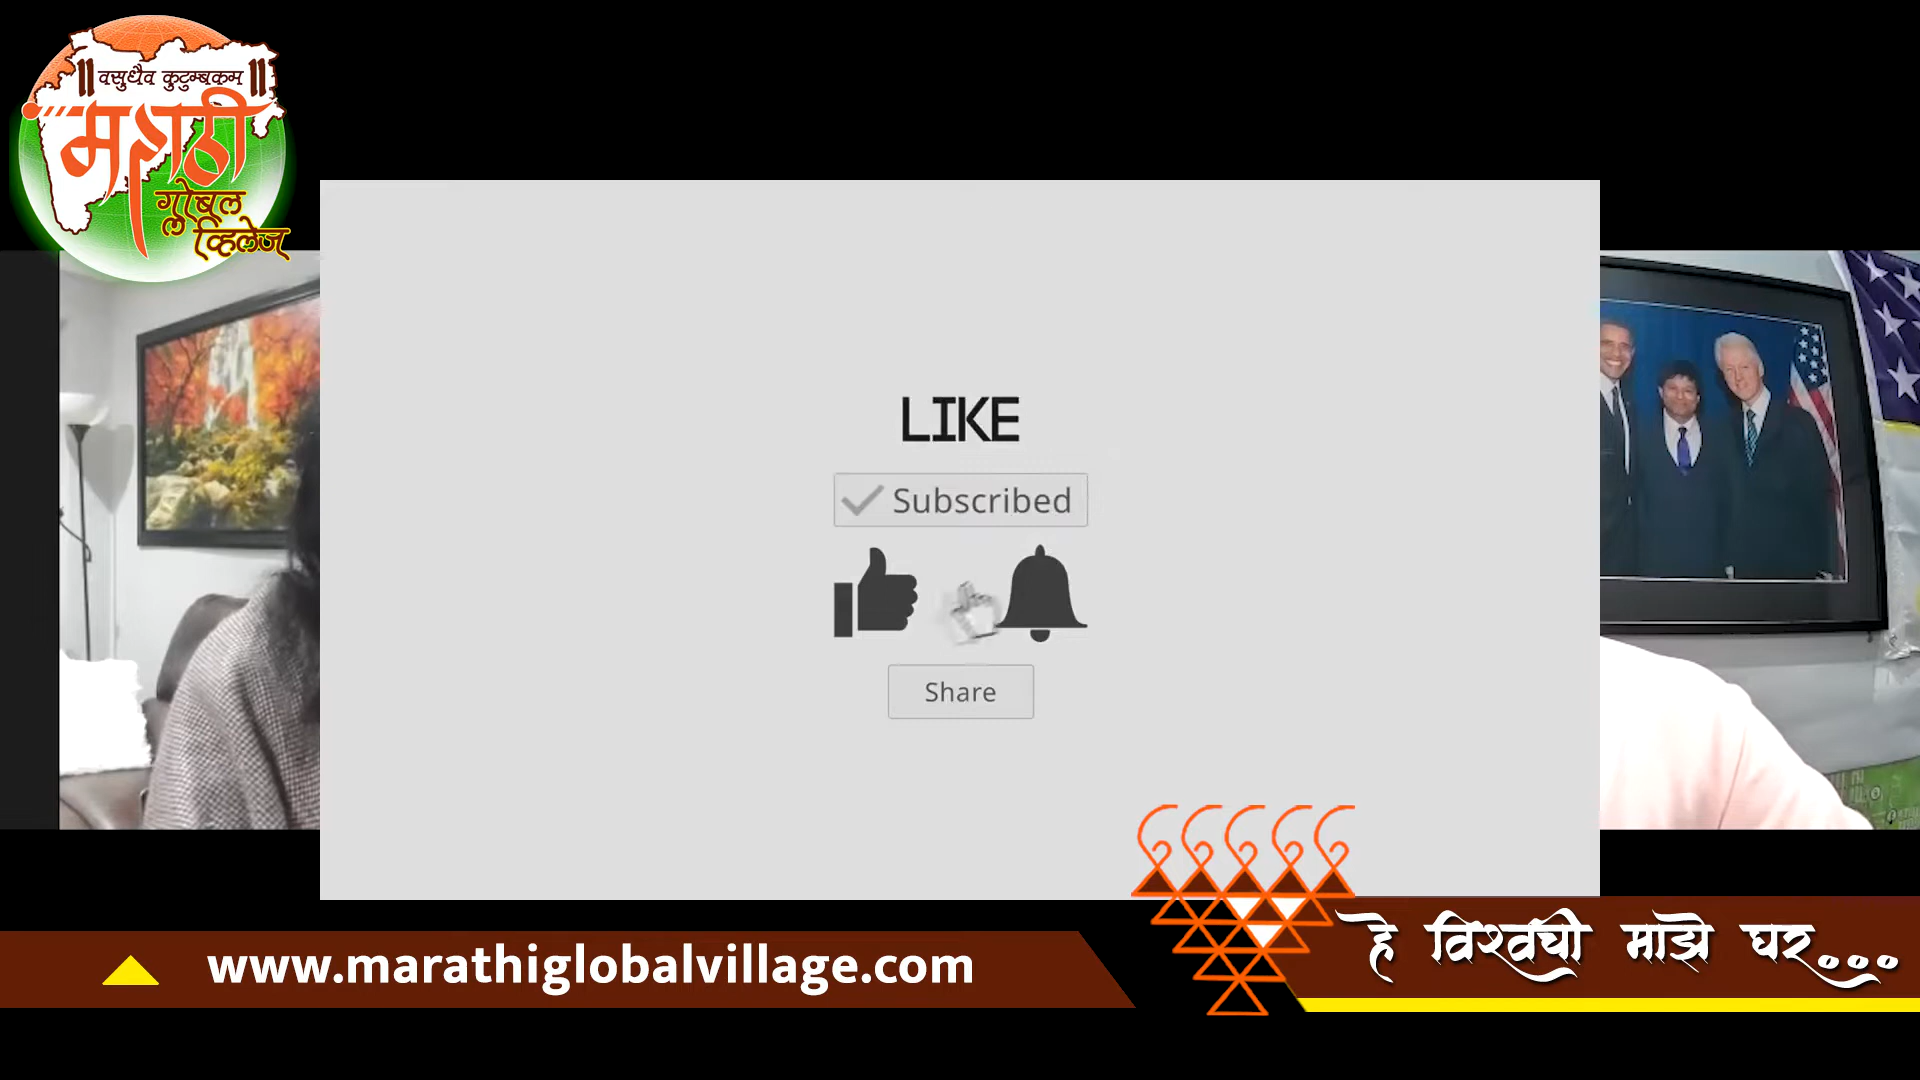 ॥ वसुधैव कुटुम्बकम ॥
मराठी
ग्लोबल
व्हिलेज
LIKE
Subscribed
Share
www.marathiglobalvillage.com
हे विश्वची माझे घर...